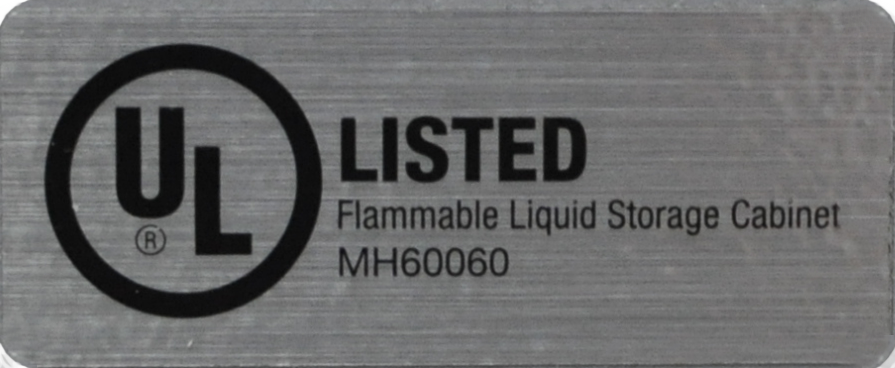 UL
®
LISTED
Flammable Liquid Storage Cabinet
MH60060